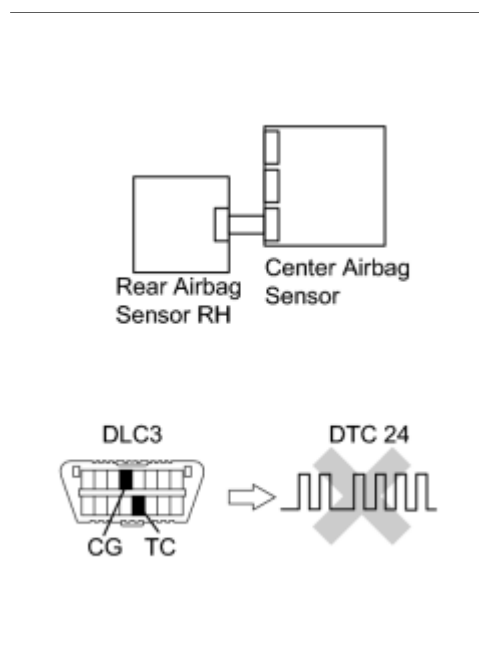 Rear Airbag
Sensor RH
Center Airbag
Sensor
DLC3
DTC 24
CG
TC